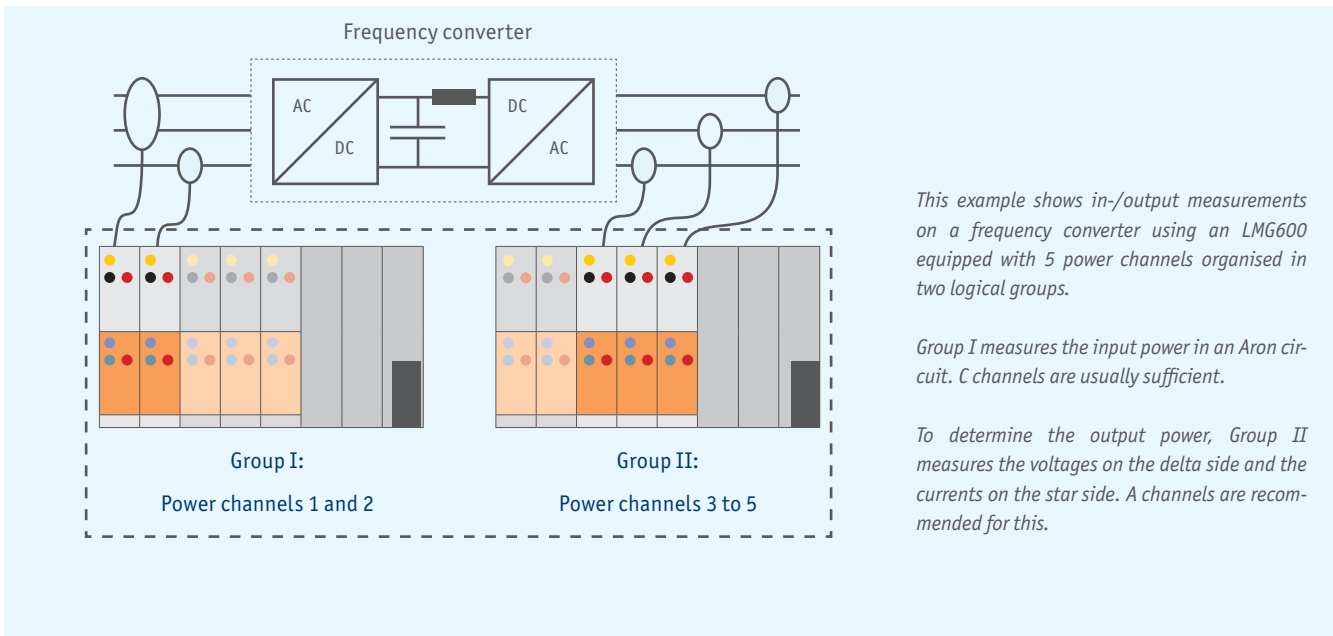 Frequency converter
AC
DC
DC
AC
Group I:
Power channels 1 and 2
Group II:
Power channels 3 to 5
This example shows in-/output measurements
on a frequency converter using an LMG600
equipped with 5 power channels organised in
two logical groups.
Group I measures the input power in an Aron cir-
cuit. C channels are usually sufficient.
To determine the output power, Group II
measures the voltages on the delta side and the
currents on the star side. A channels are recom-
mended for this.